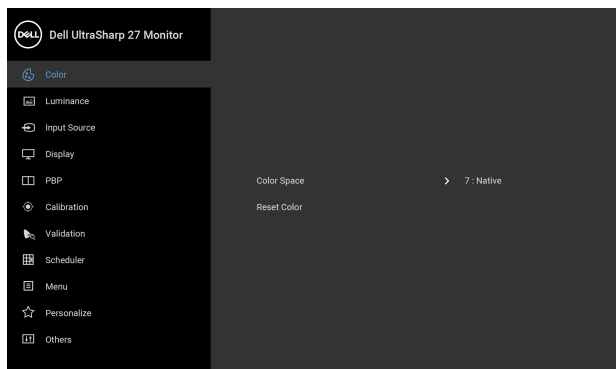 DELL
Dell UltraSharp 27 Monitor
Color
Luminance
Input Source
Display
PBP
Color Space 7 : Native
Calibration
Reset Color
Validation
Scheduler
Menu
Personalize
Others